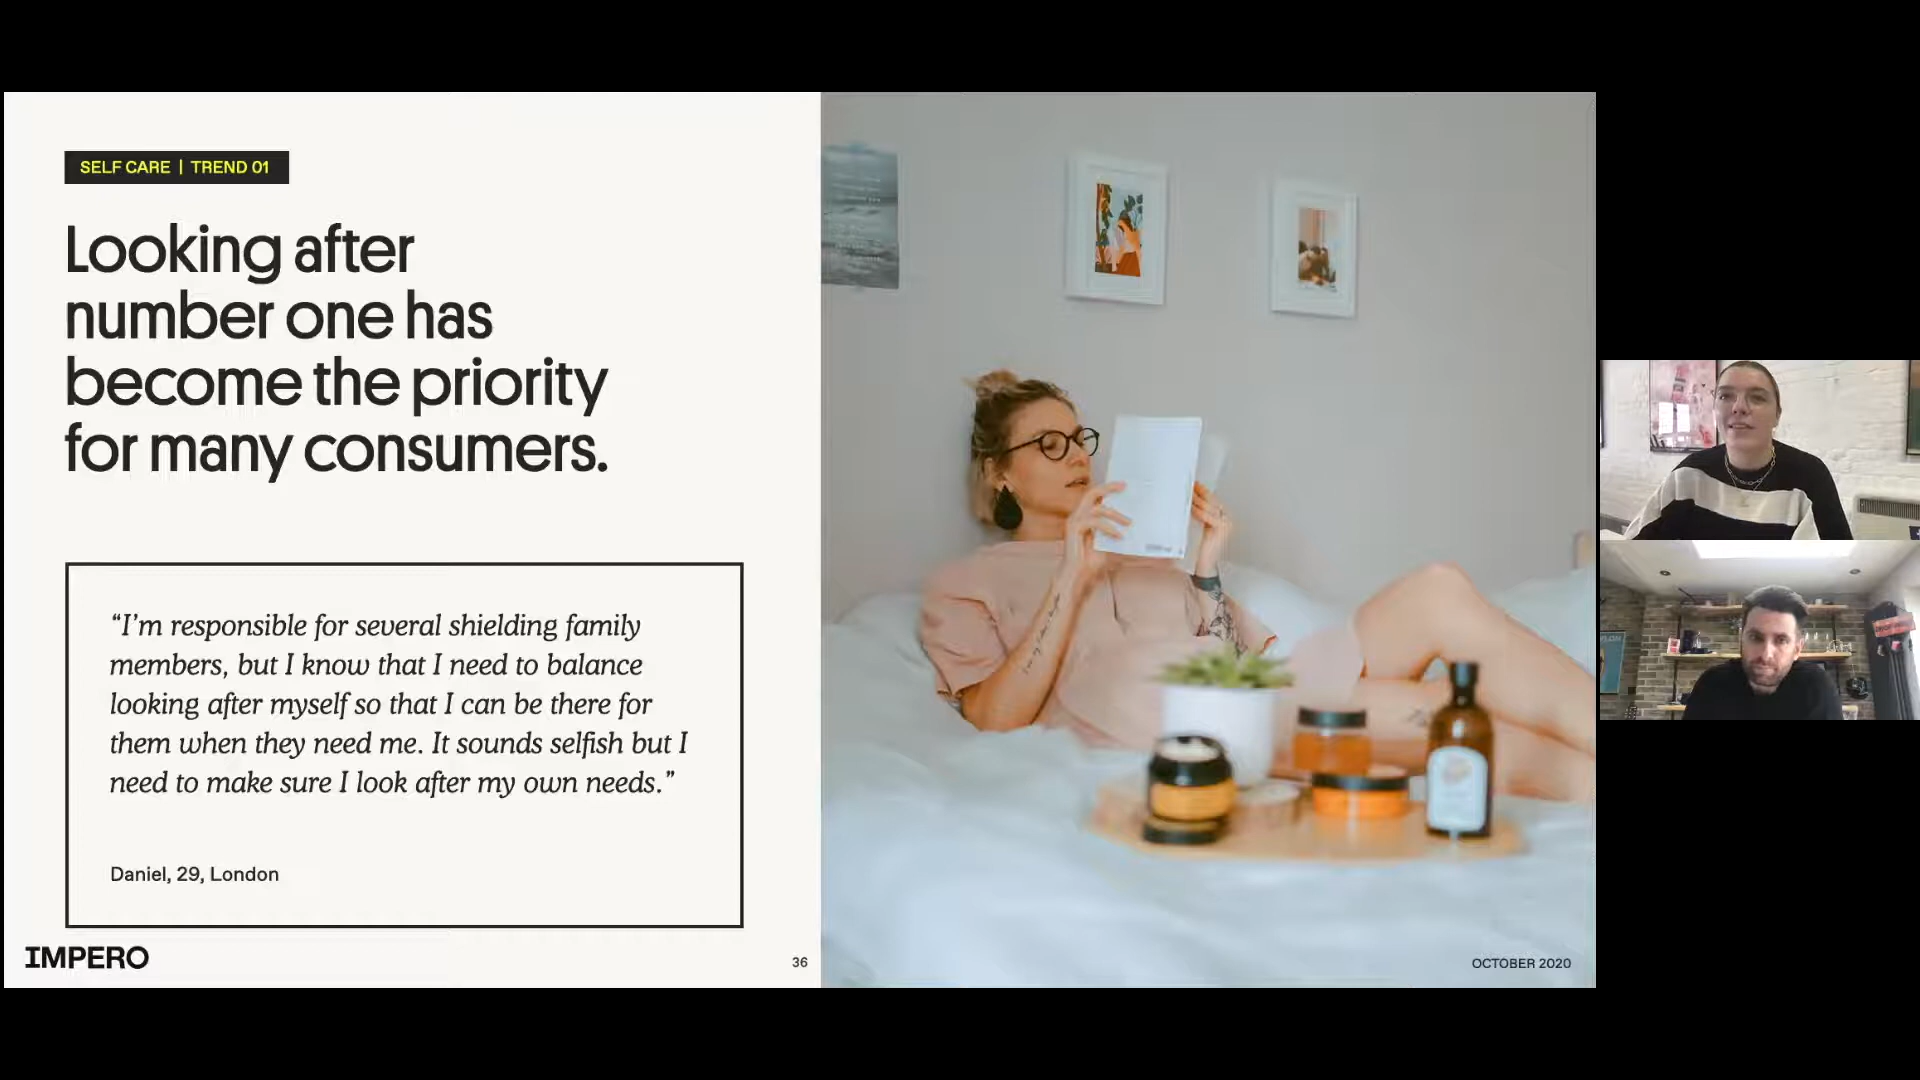 SELF CARE | TREND 01
Looking after
number one has
become the priority
for many consumers.
“I’m responsible for several shielding family
members, but I know that I need to balance
looking after myself so that I can be there for
them when they need me. It sounds selfish but I
need to make sure I look after my own needs.”
Daniel, 29, London
IMPERO
36
OCTOBER 2020